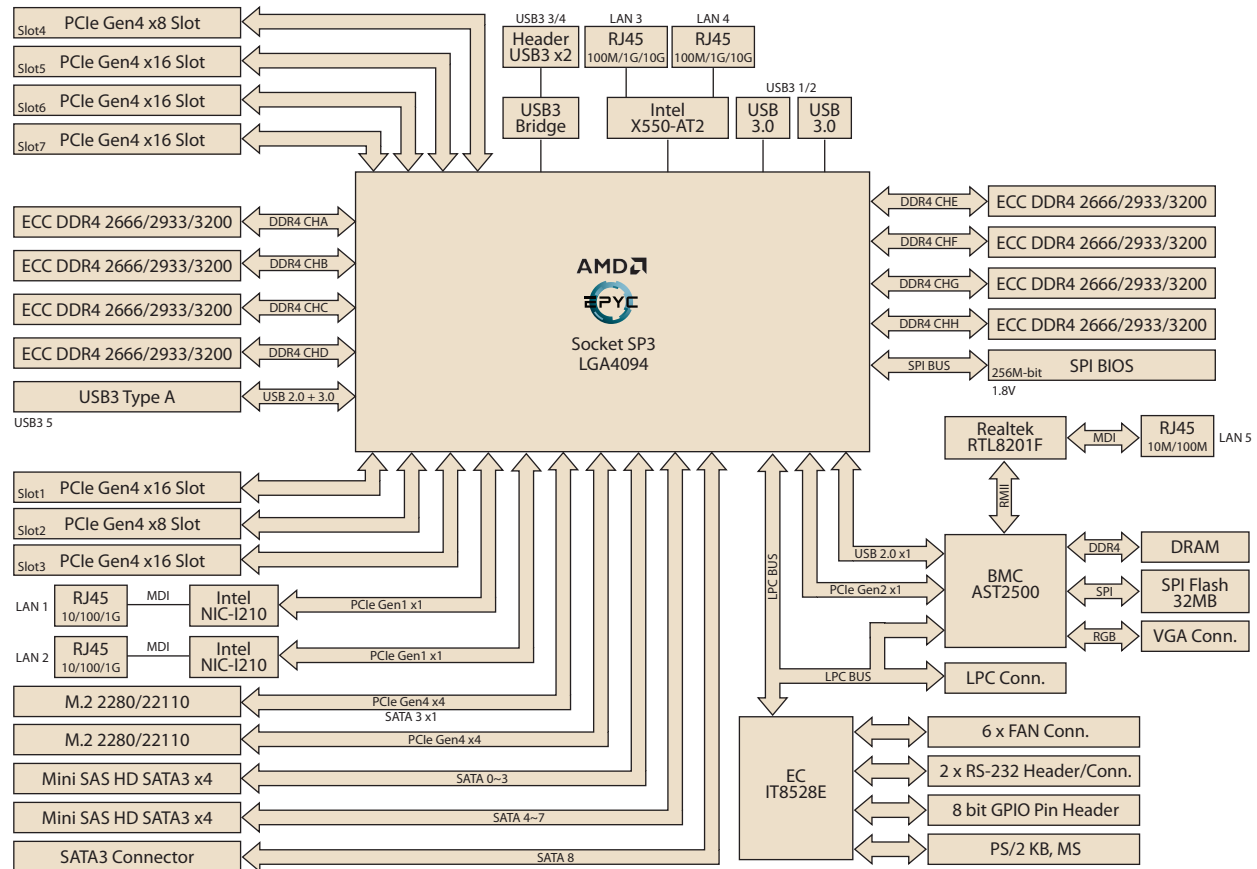 Slot4 PCIe Gen4 x8 Slot
Slot5 PCIe Gen4 x16 Slot
Slot6 PCIe Gen4 x16 Slot
Slot7 PCIe Gen4 x16 Slot
USB3 3/4
Header
USB3 x2
USB3
Bridge
LAN 3
RJ45
100M/1G/10G
LAN 4
RJ45
100M/1G/10G
Intel
X550-AT2
USB3 1/2
USB
3.0
USB
3.0
ECC DDR4 2666/2933/3200
DDR4 CHA
ECC DDR4 2666/2933/3200
DDR4 CHB
ECC DDR4 2666/2933/3200
DDR4 CHC
ECC DDR4 2666/2933/3200
DDR4 CHD
USB3 Type A
USB 2.0 + 3.0
USB3 5
AMD
EPYC
Socket SP3
LGA4094
DDR4 CHE
ECC DDR4 2666/2933/3200
DDR4 CHF
ECC DDR4 2666/2933/3200
DDR4 CHG
ECC DDR4 2666/2933/3200
DDR4 CHH
ECC DDR4 2666/2933/3200
SPI BUS
256M-bit SPI BIOS
1.8V
Slot1 PCIe Gen4 x16 Slot
Slot2 PCIe Gen4 x8 Slot
Slot3 PCIe Gen4 x16 Slot
LAN 1
RJ45
10/100/1G
MDI
Intel
NIC-I210
PCIe Gen1 x1
LAN 2
RJ45
10/100/1G
MDI
Intel
NIC-I210
PCIe Gen1 x1
M.2 2280/22110
PCIe Gen4 x4
SATA 3 x1
M.2 2280/22110
PCIe Gen4 x4
Mini SAS HD SATA3 x4
SATA 0~3
Mini SAS HD SATA3 x4
SATA 4~7
SATA3 Connector
SATA 8
Realtek
RTL8201F
MDI
RJ45
10M/100M
LAN 5
RMII
USB 2.0 x1
PCIe Gen2 x1
LPC BUS
BMC
AST2500
DDR4
DRAM
SPI
SPI Flash
32MB
RGB
VGA Conn.
LPC BUS
LPC Conn.
EC
IT8528E
6 x FAN Conn.
2 x RS-232 Header/Conn.
8 bit GPIO Pin Header
PS/2 KB, MS